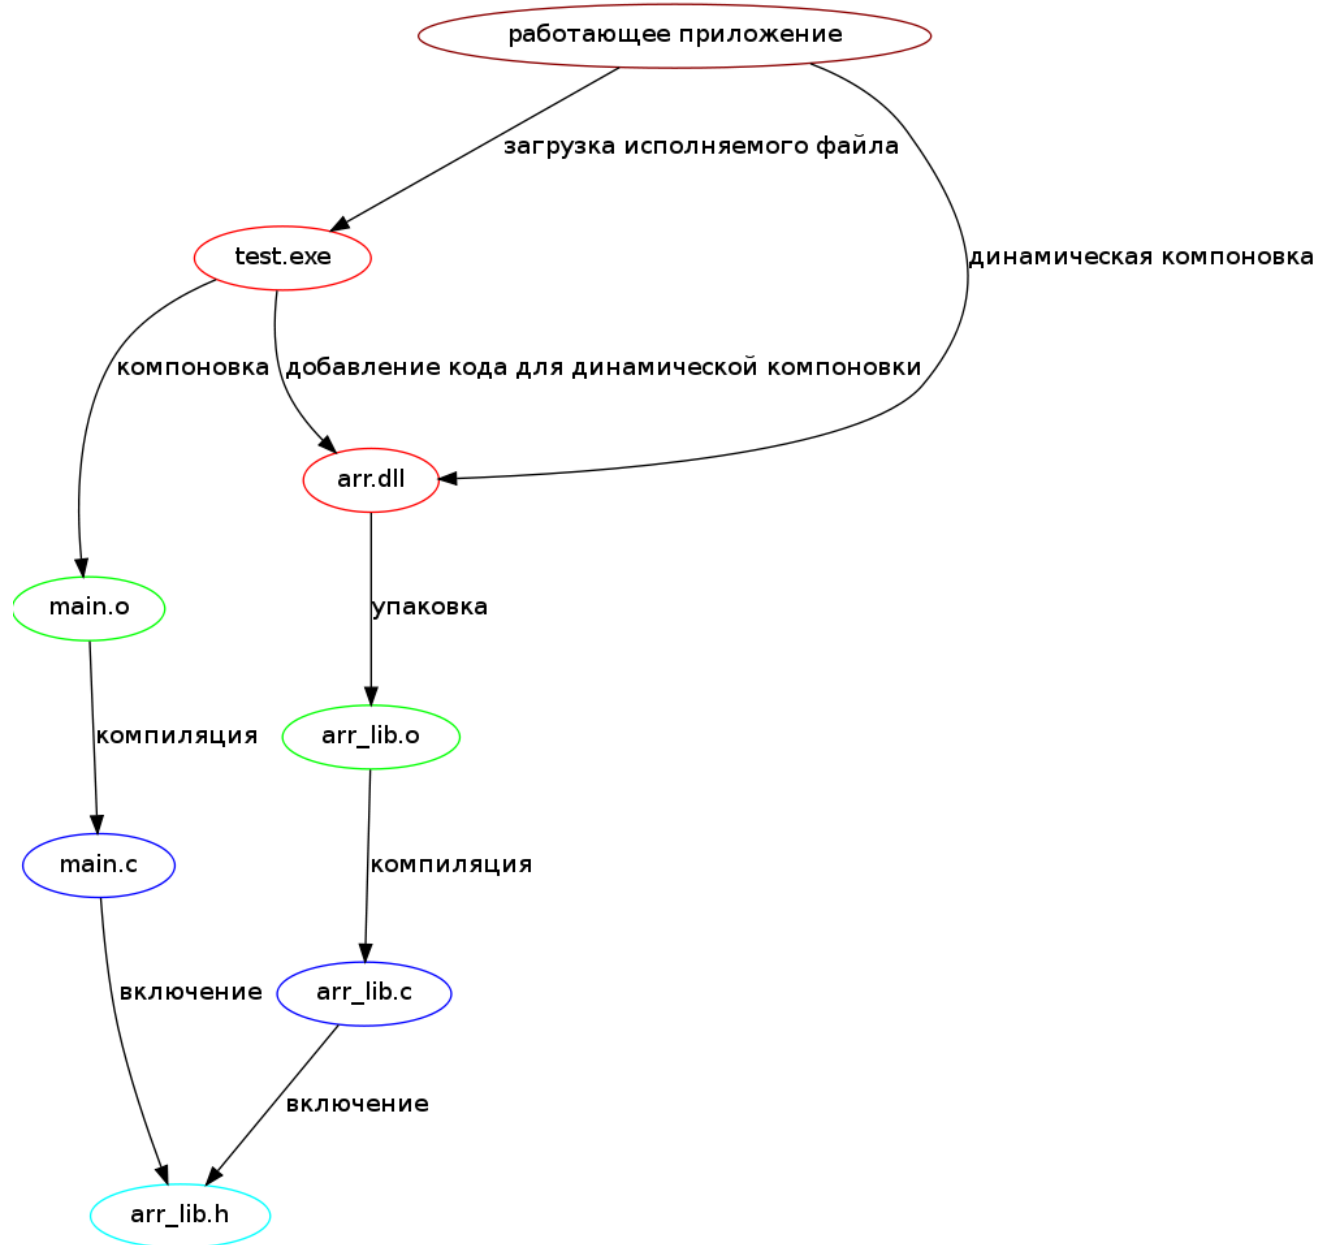 работающее приложение
загрузка исполняемого файла
test.exe
динамическая компоновка
компоновка
добавление кода для динамической компоновки
arr.dll
main.o
упаковка
компиляция
arr_lib.o
main.c
компиляция
включение
arr_lib.c
включение
arr_lib.h